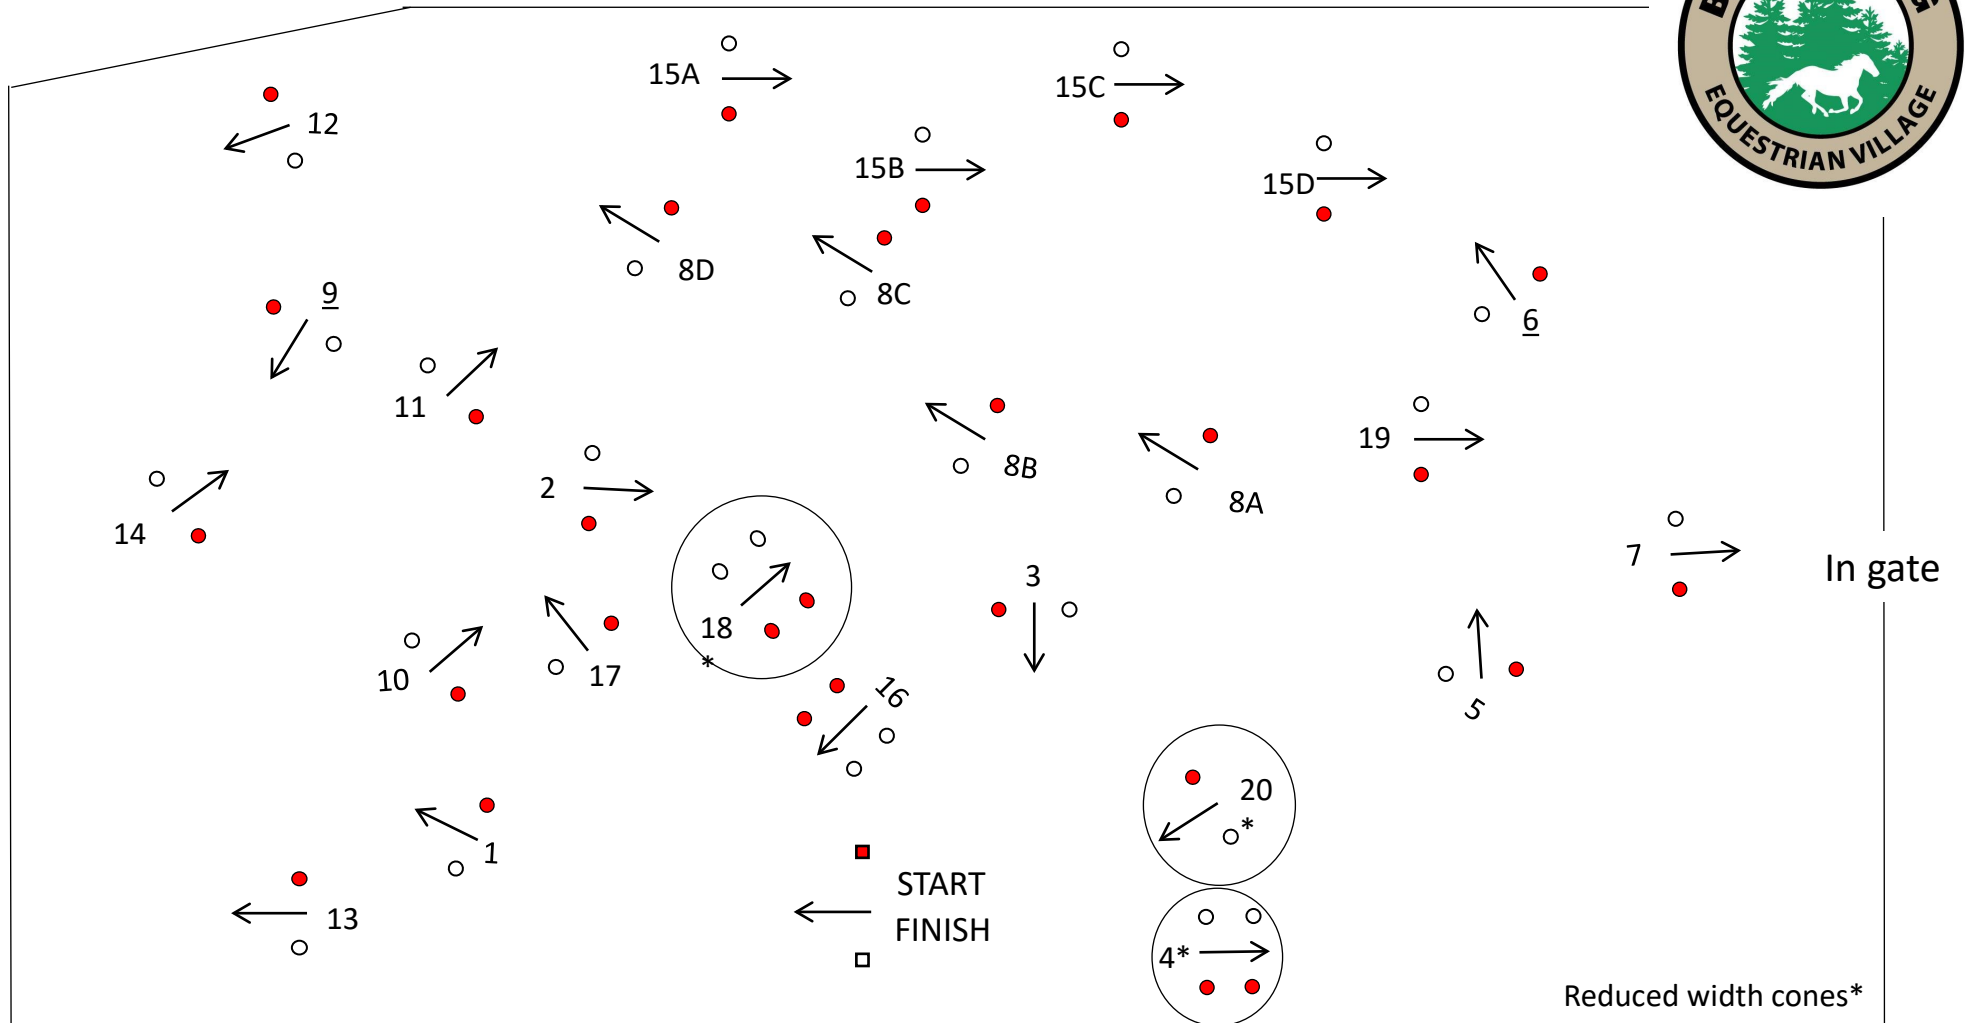 15A
15C
12
15B
15D
8D
8C
9
6
11
8B
19
2
8A
14
7
In gate
3
18
*
17
10
16
5
20
*
1
START
FINISH
13
4*
Reduced width cones*
EQUESTRIAN VILLAGE